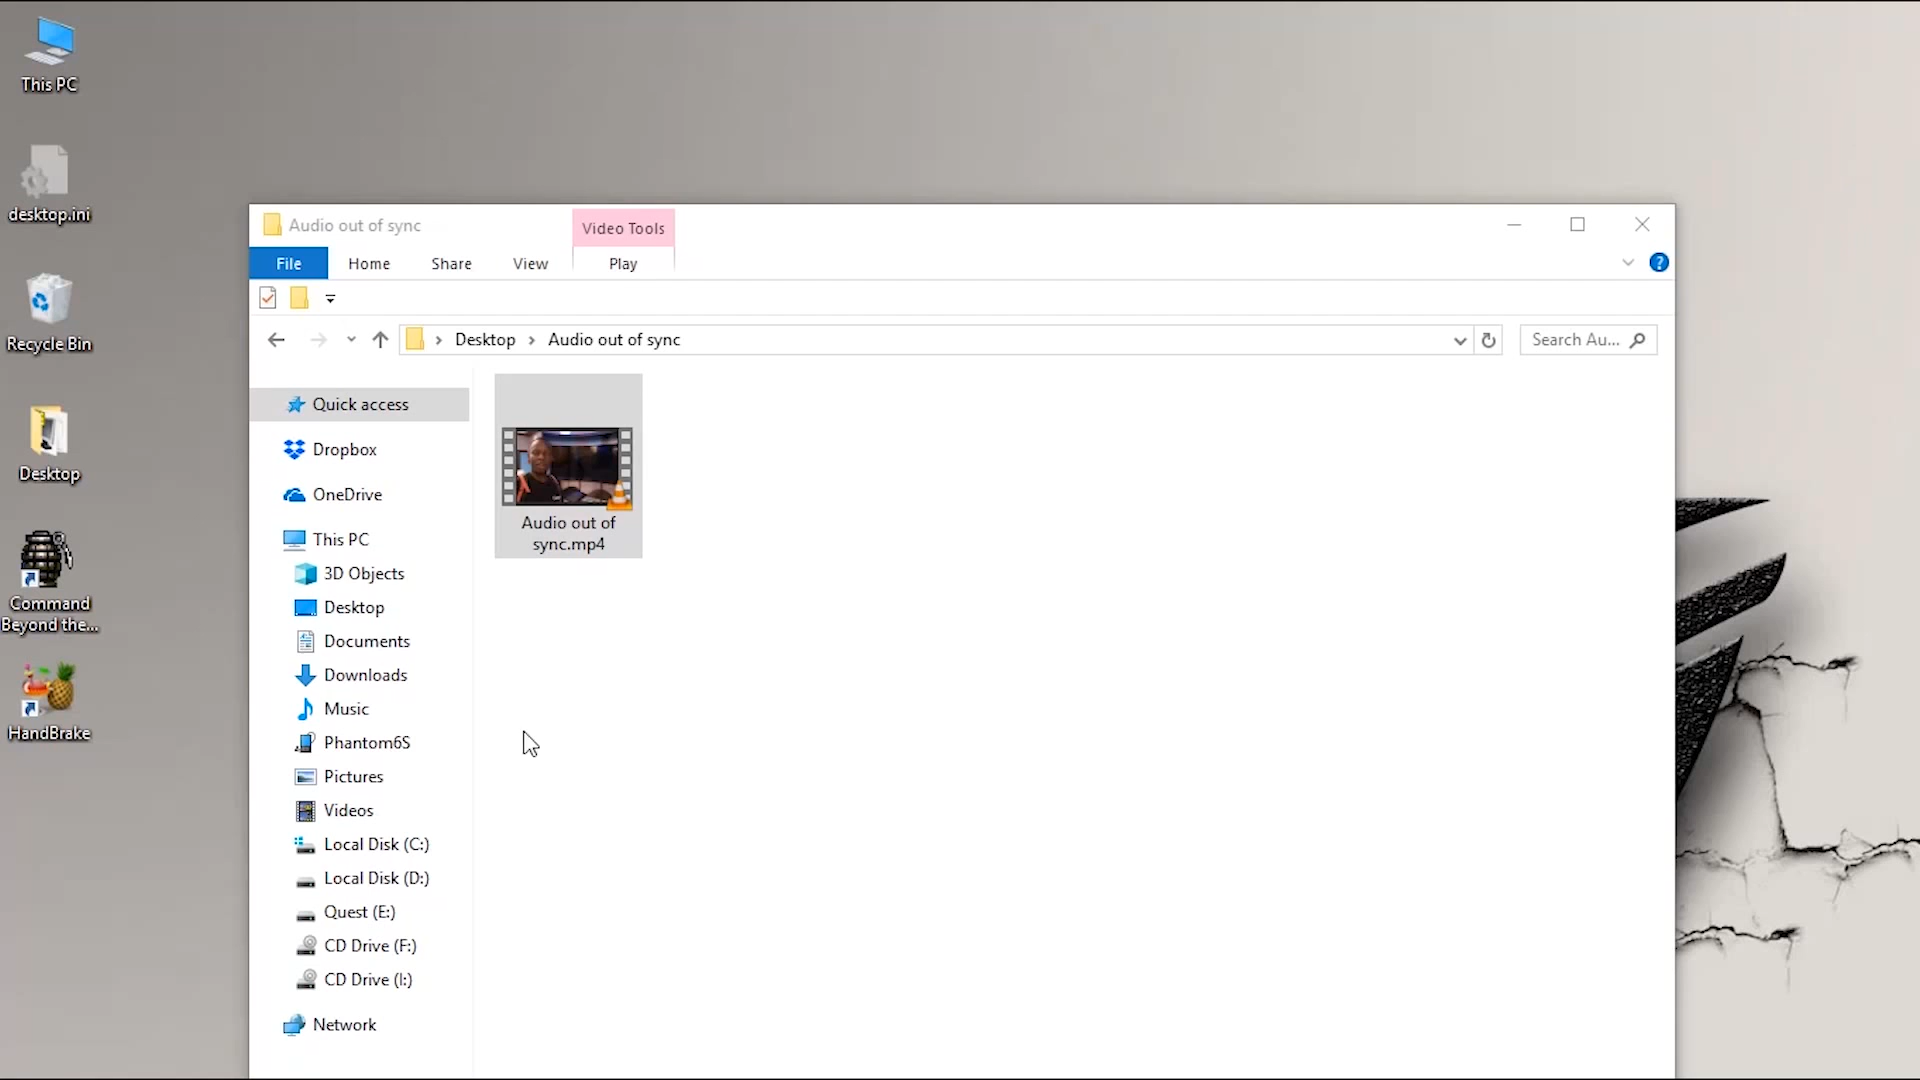 This PC
desktop.ini
Recycle Bin
Desktop
Command
Beyond the...
HandBrake
Audio out of sync
Video Tools
File
Home
Share
View
Play
Desktop
Audio out of sync
Search Au...
Quick access
Dropbox
OneDrive
This PC
3D Objects
Desktop
Documents
Downloads
Music
Phantom6S
Pictures
Videos
Local Disk (C:)
Local Disk (D:)
Quest (E:)
CD Drive (F:)
CD Drive (I:)
Network
Audio out of
sync.mp4